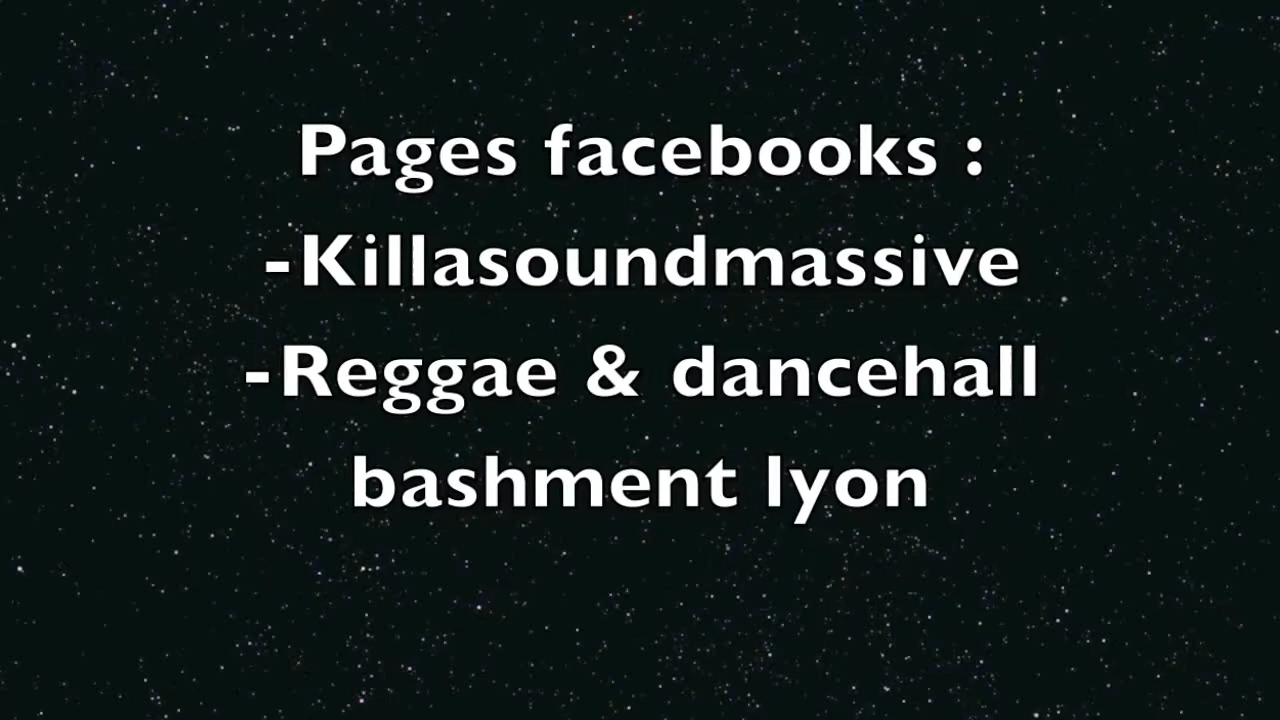 Pages facebooks :
-Killasoundmassive
-Reggae & dancehall
bashment lyon